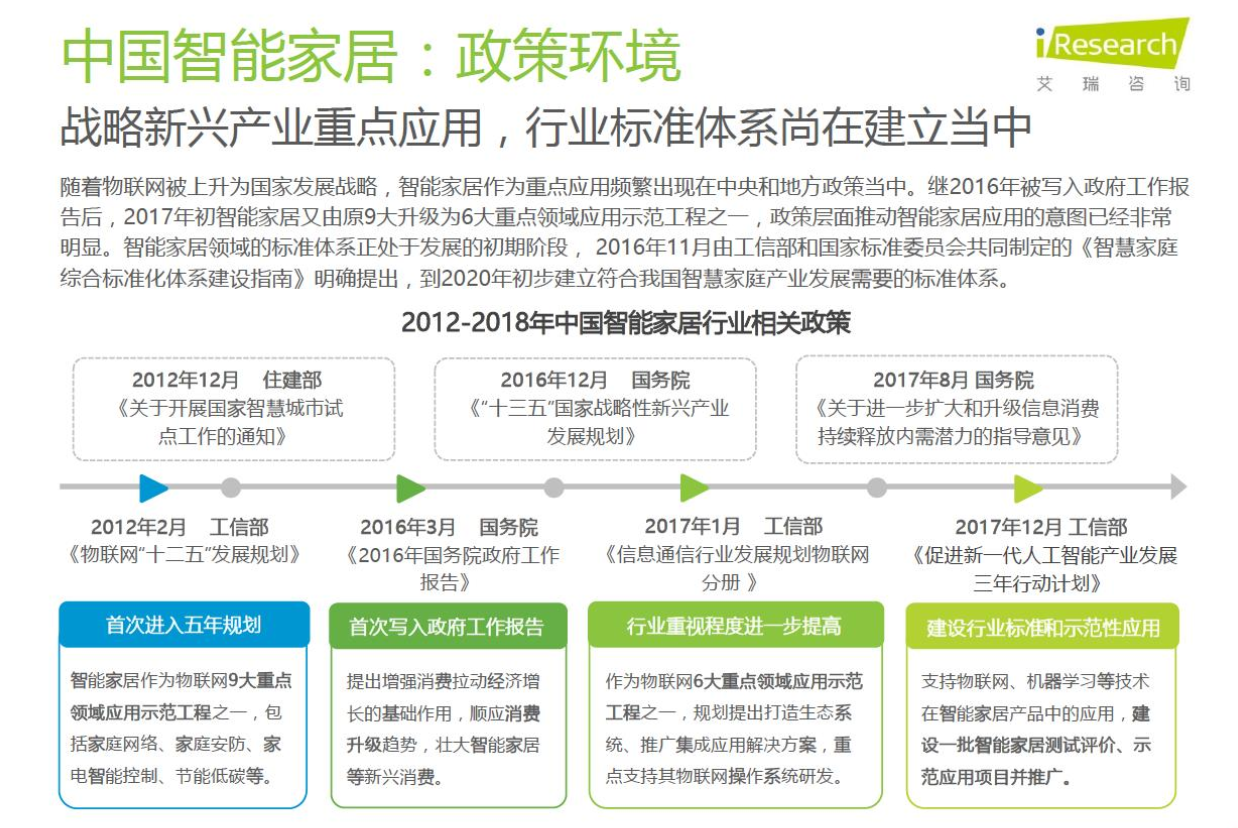 中国智能家居：政策环境
iResearch
艾瑞咨询
战略新兴产业重点应用，行业标准体系尚在建立当中
随着物联网被上升为国家发展战略，智能家居作为重点应用频繁出现在中央和地方政策当中。继2016年被写入政府工作报
告后，2017年初智能家居又由原9大升级为6大重点领域应用示范工程之一，政策层面推动智能家居应用的意图已经非常
明显。智能家居领域的标准体系正处于发展的初期阶段， 2016年11月由工信部和国家标准委员会共同制定的《智慧家庭
综合标准化体系建设指南》明确提出，到2020年初步建立符合我国智慧家庭产业发展需要的标准体系。
2012-2018年中国智能家居行业相关政策
2012年12月 住建部
《关于开展国家智慧城市试
点工作的通知》
2016年12月 国务院
《“十三五”国家战略性新兴产业
发展规划》
2017年8月 国务院
《关于进一步扩大和升级信息消费
持续释放内需潜力的指导意见》
2012年2月 工信部
《物联网“十二五”发展规划》
2016年3月 国务院
《2016年国务院政府工作
报告》
2017年1月 工信部
《信息通信行业发展规划物联网
分册 》
2017年12月 工信部
《促进新一代人工智能产业发展
三年行动计划》
首次进入五年规划
智能家居作为物联网9大重点
领域应用示范工程之一，包
括家庭网络、家庭安防、家
电智能控制、节能低碳等。
首次写入政府工作报告
提出增强消费拉动经济增
长的基础作用，顺应消费
升级趋势，壮大智能家居
等新兴消费。
行业重视程度进一步提高
作为物联网6大重点领域应用示范
工程之一，规划提出打造生态系
统、推广集成应用解决方案，重
点支持其物联网操作系统研发。
建设行业标准和示范性应用
支持物联网、机器学习等技术
在智能家居产品中的应用，建
设一批智能家居测试评价、示
范应用项目并推广。